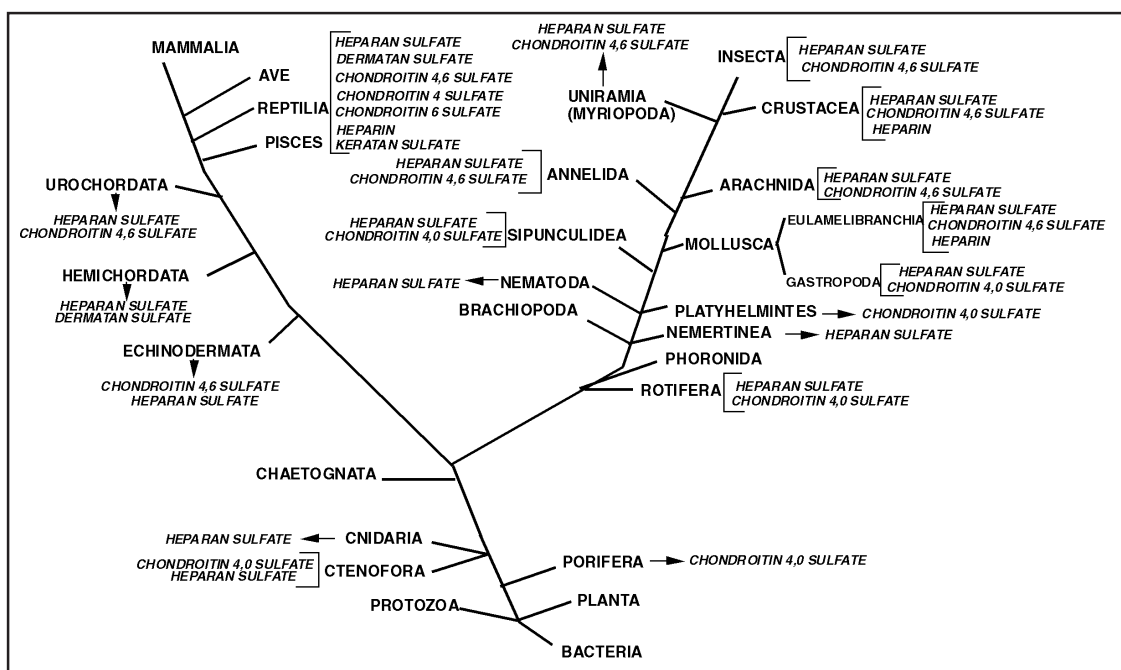 MAMMALIA
AVE
REPTILIA
PISCES
HEPARAN SULFATE
DERMATAN SULFATE
CHONDROITIN 4,6 SULFATE
CHONDROITIN 4 SULFATE
CHONDROITIN 6 SULFATE
HEPARIN
KERATAN SULFATE
UROCHORDATA
HEPARAN SULFATE
CHONDROITIN 4,6 SULFATE
HEMICHORDATA
HEPARAN SULFATE
DERMATAN SULFATE
ECHINODERMATA
CHONDROITIN 4,6 SULFATE
HEPARAN SULFATE
HEPARAN SULFATE
CHONDROITIN 4,6 SULFATE
UNIRAMIA
(MYRIOPODA)
INSECTA
HEPARAN SULFATE
CHONDROITIN 4,6 SULFATE
CRUSTACEA
HEPARAN SULFATE
CHONDROITIN 4,6 SULFATE
HEPARIN
HEPARAN SULFATE
CHONDROITIN 4,6 SULFATE
ANNELIDA
ARACHNIDA
HEPARAN SULFATE
CHONDROITIN 4,6 SULFATE
HEPARAN SULFATE
CHONDROITIN 4,0 SULFATE
SIPUNCULIDEA
MOLLUSCA
EULAMELIBRANCHIA
HEPARAN SULFATE
CHONDROITIN 4,6 SULFATE
HEPARIN
GASTROPODA
HEPARAN SULFATE
CHONDROITIN 4,0 SULFATE
HEPARAN SULFATE
NEMATODA
BRACHIOPODA
PLATYHELMINTES
CHONDROITIN 4,0 SULFATE
NEMERTINEA
HEPARAN SULFATE
PHORONIDA
ROTIFERA
HEPARAN SULFATE
CHONDROITIN 4,0 SULFATE
CHAETOGNATA
HEPARAN SULFATE
CNIDARIA
CHONDROITIN 4,0 SULFATE
HEPARAN SULFATE
CTENOFORA
PORIFERA
CHONDROITIN 4,0 SULFATE
PROTOZOA
PLANTA
BACTERIA